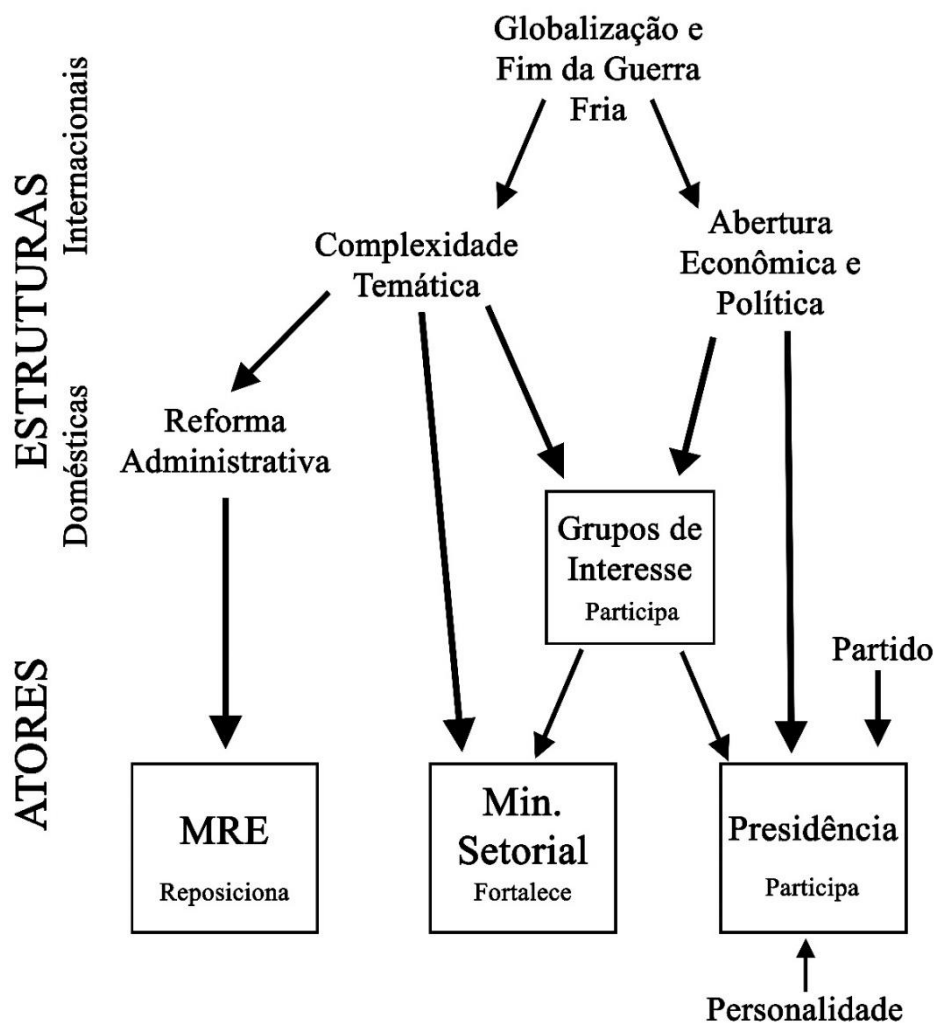 Globalização e
Fim da Guerra
Fria
ESTRUTURAS
Internacionais
Complexidade
Temática
Abertura
Econômica e
Política
Domésticas
Reforma
Administrativa
Grupos de
Interesse
Participa
ATORES
Partido
MRE
Reposiciona
Min.
Setorial
Fortalece
Presidência
Participa
Personalidade